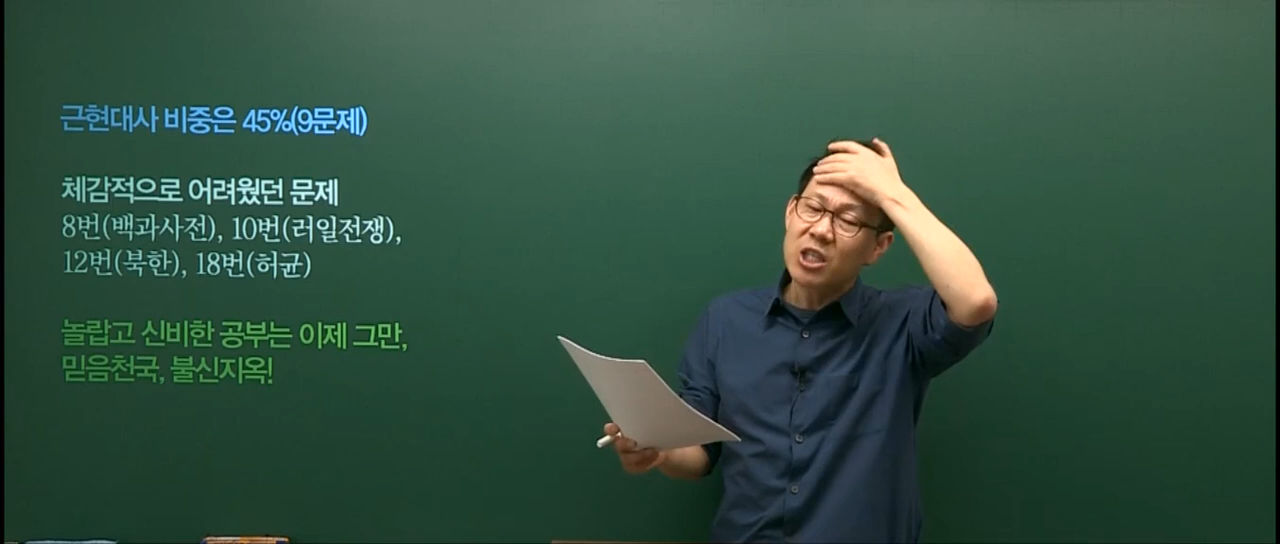 근현대사 비중은 45%(9문제)
체감적으로 어려웠던 문제
8번(백과사전), 10번(러일전쟁),
12번(북한), 18번(허균)
놀랍고 신비한 공부는 이제 그만,
믿음천국, 불신지옥!